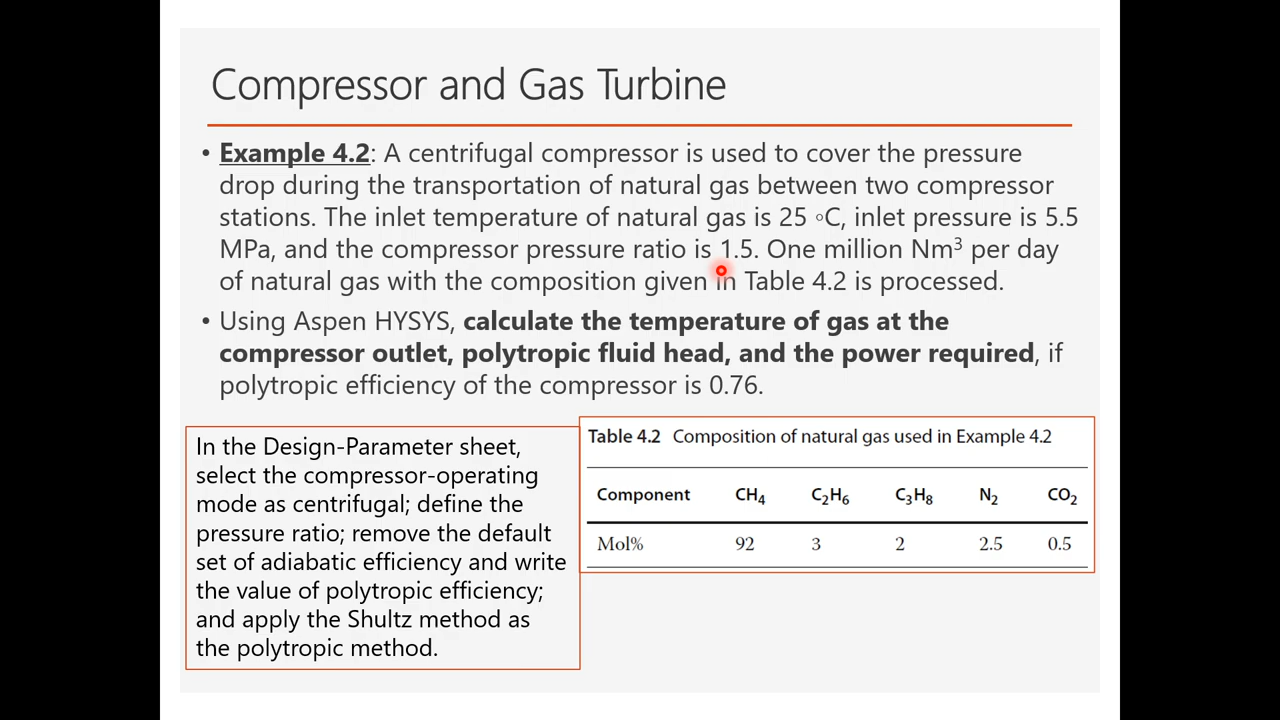 Compressor and Gas Turbine
• Example 4.2: A centrifugal compressor is used to cover the pressure
drop during the transportation of natural gas between two compressor
stations. The inlet temperature of natural gas is 25 ◦C, inlet pressure is 5.5
MPa, and the compressor pressure ratio is 1.5. One million Nm³ per day
of natural gas with the composition given in Table 4.2 is processed.
• Using Aspen HYSYS, calculate the temperature of gas at the
compressor outlet, polytropic fluid head, and the power required, if
polytropic efficiency of the compressor is 0.76.
In the Design-Parameter sheet,
select the compressor-operating
mode as centrifugal; define the
pressure ratio; remove the default
set of adiabatic efficiency and write
the value of polytropic efficiency;
and apply the Shultz method as
the polytropic method.
Table 4.2 Composition of natural gas used in Example 4.2
Component CH₄ C₂H₆ C₃H₈ N₂ CO₂
Mol% 92 3 2 2.5 0.5